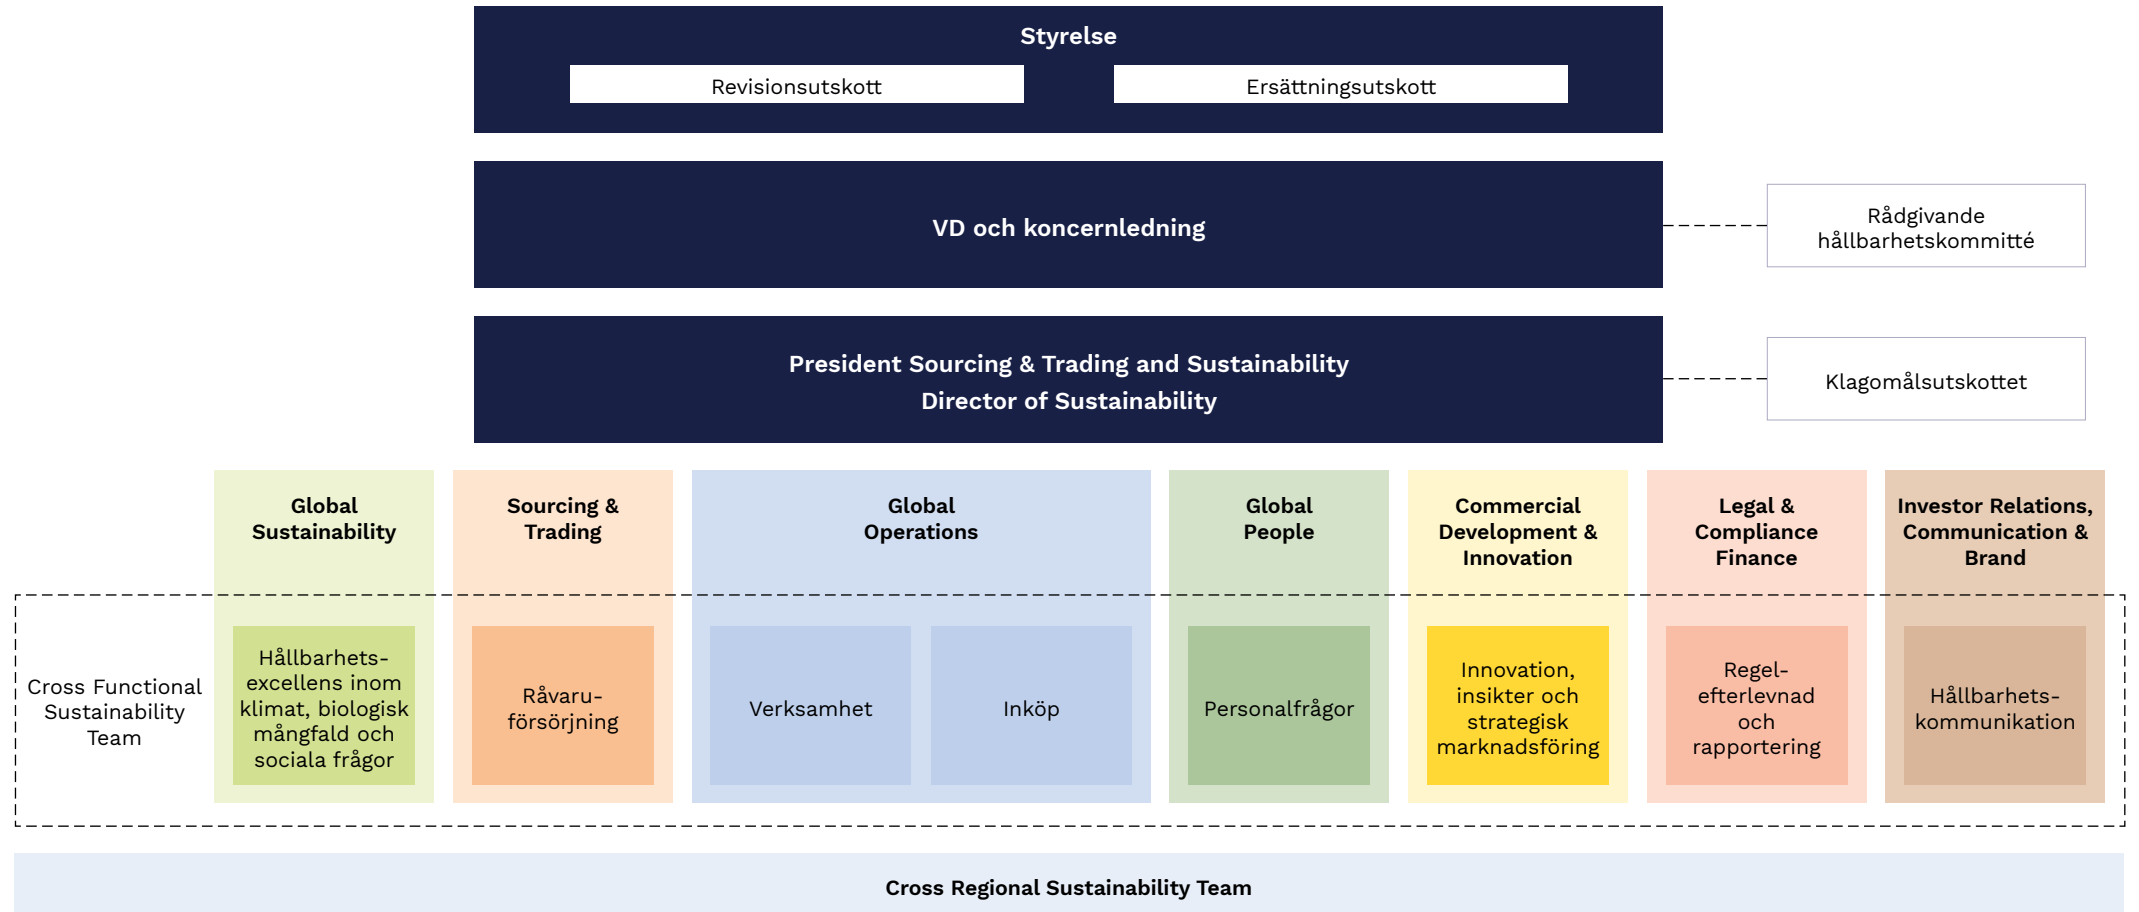 Styrelse
Revisionsutskott
Ersättningsutskott
VD och koncernledning
Rådgivande
hållbarhetskommitté
President Sourcing & Trading and Sustainability
Director of Sustainability
Klagomålsutskottet
Global
Sustainability
Sourcing &
Trading
Global
Operations
Global
People
Commercial
Development &
Innovation
Legal &
Compliance
Finance
Investor Relations,
Communication &
Brand
Cross Functional
Sustainability
Team
Hållbarhets-
excellens inom
klimat, biologisk
mångfald och
sociala frågor
Råvaru-
försörjning
Verksamhet
Inköp
Personalfrågor
Innovation,
insikter och
strategisk
marknadsföring
Regel-
efterlevnad
och
rapportering
Hållbarhets-
kommunikation
Cross Regional Sustainability Team